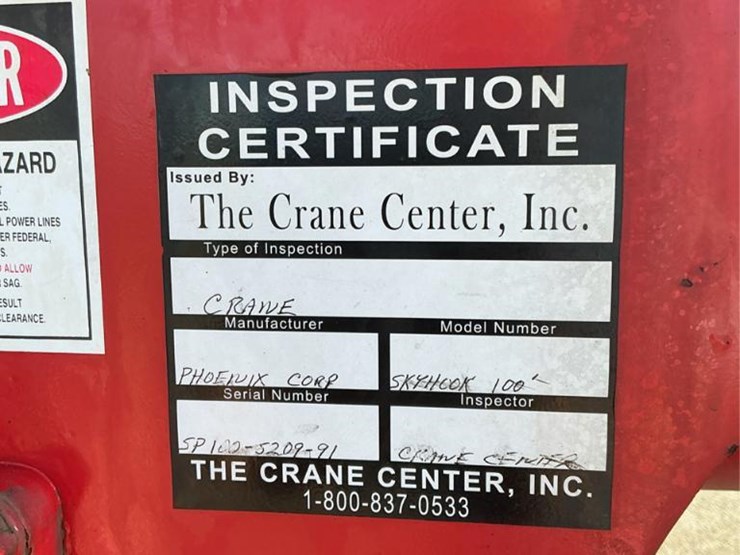 R
ZARD
ES.
POWER LINES
ER FEDERAL,
S.
ALLOW
SAG.
ESULT
CLEARANCE.
INSPECTION
CERTIFICATE
Issued By:
The Crane Center, Inc.
Type of Inspection
CRANE
Manufacturer
Model Number
PHOENIX CORP
SKYHOOK 100'
Serial Number
Inspector
SP102-5209-91
CRANE CENTER
THE CRANE CENTER, INC.
1-800-837-0533